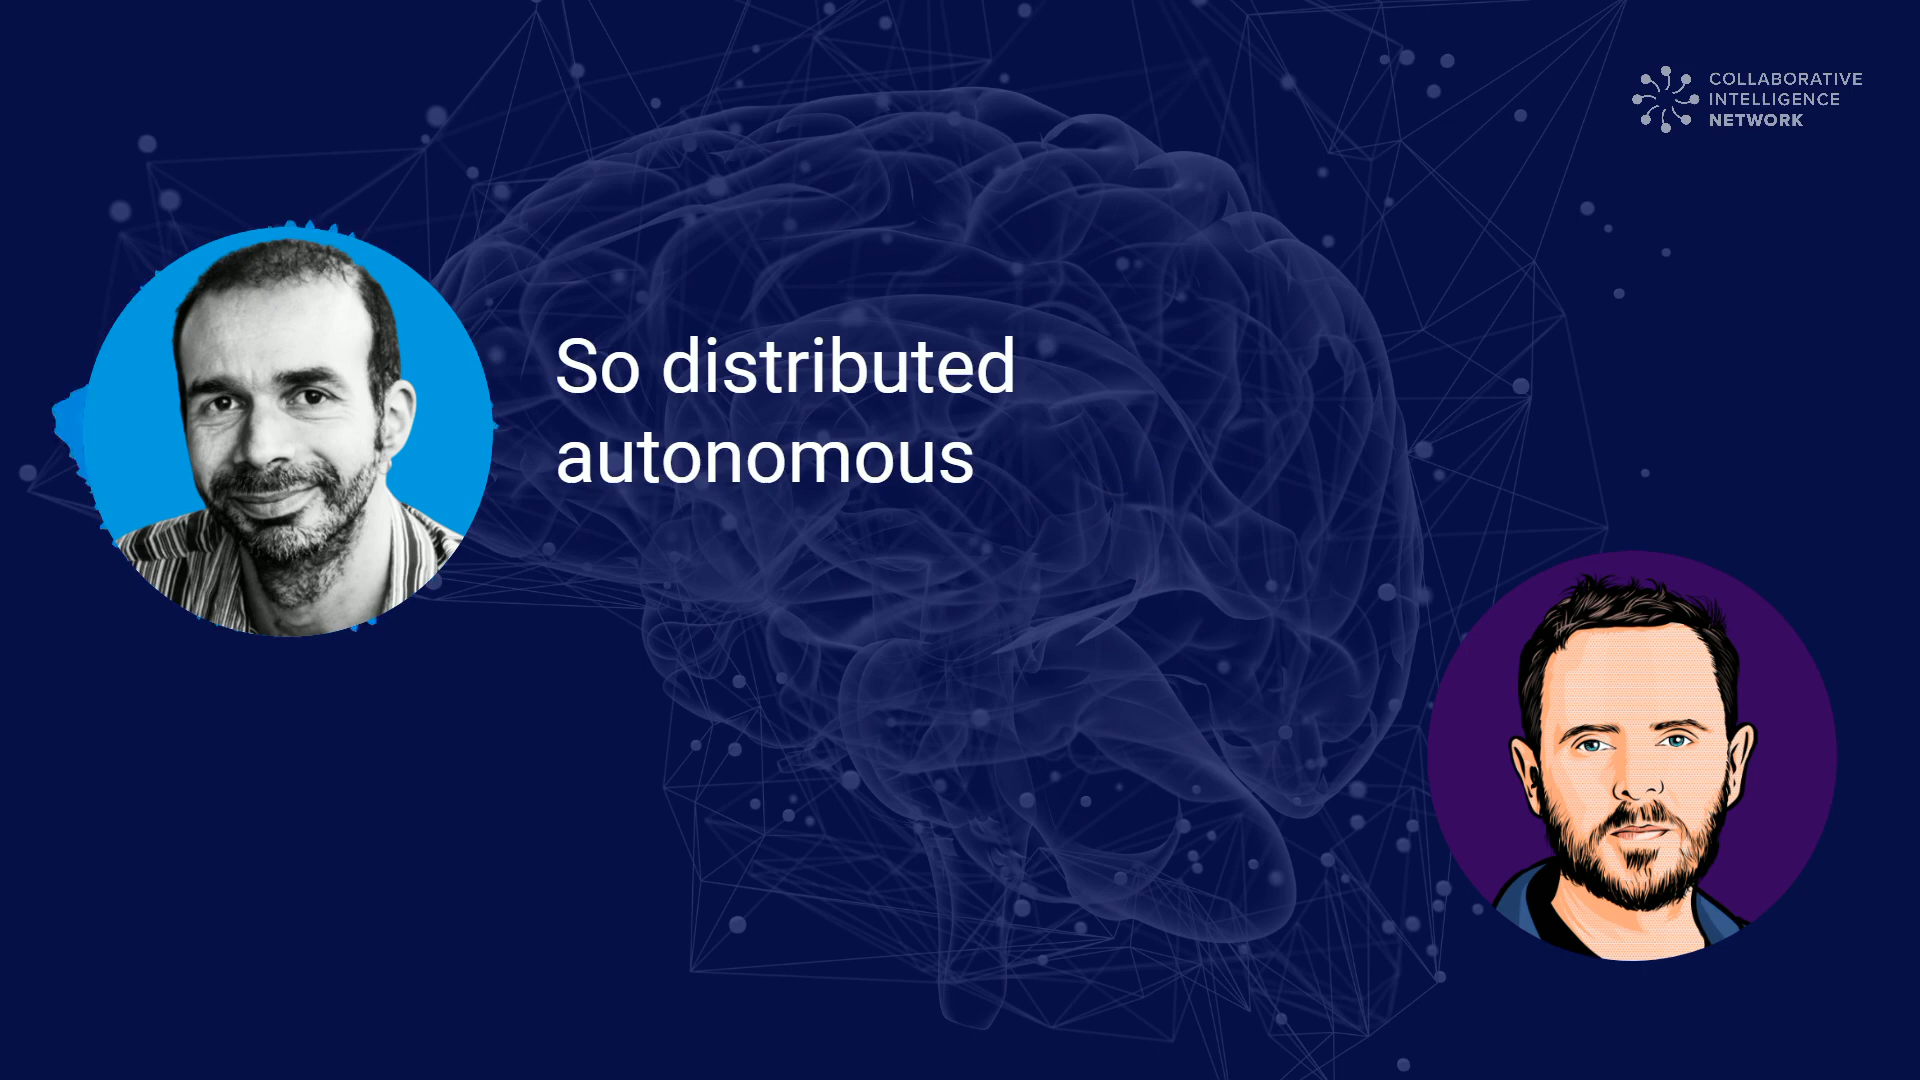 COLLABORATIVE
INTELLIGENCE
NETWORK
So distributed
autonomous